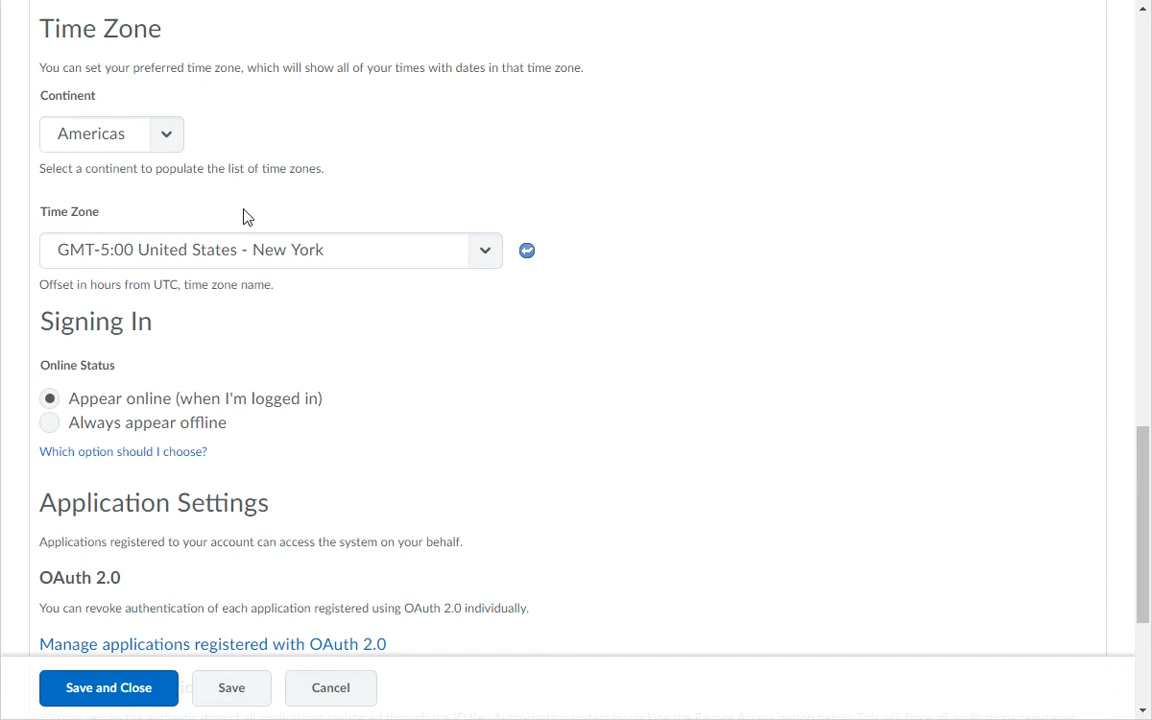 Time Zone
You can set your preferred time zone, which will show all of your times with dates in that time zone.
Continent
Americas
Select a continent to populate the list of time zones.
Time Zone
GMT-5:00 United States - New York
Offset in hours from UTC, time zone name.
Signing In
Online Status
Appear online (when I'm logged in)
Always appear offline
Which option should I choose?
Application Settings
Applications registered to your account can access the system on your behalf.
OAuth 2.0
You can revoke authentication of each application registered using OAuth 2.0 individually.
Manage applications registered with OAuth 2.0
Save and Close
Save
Cancel